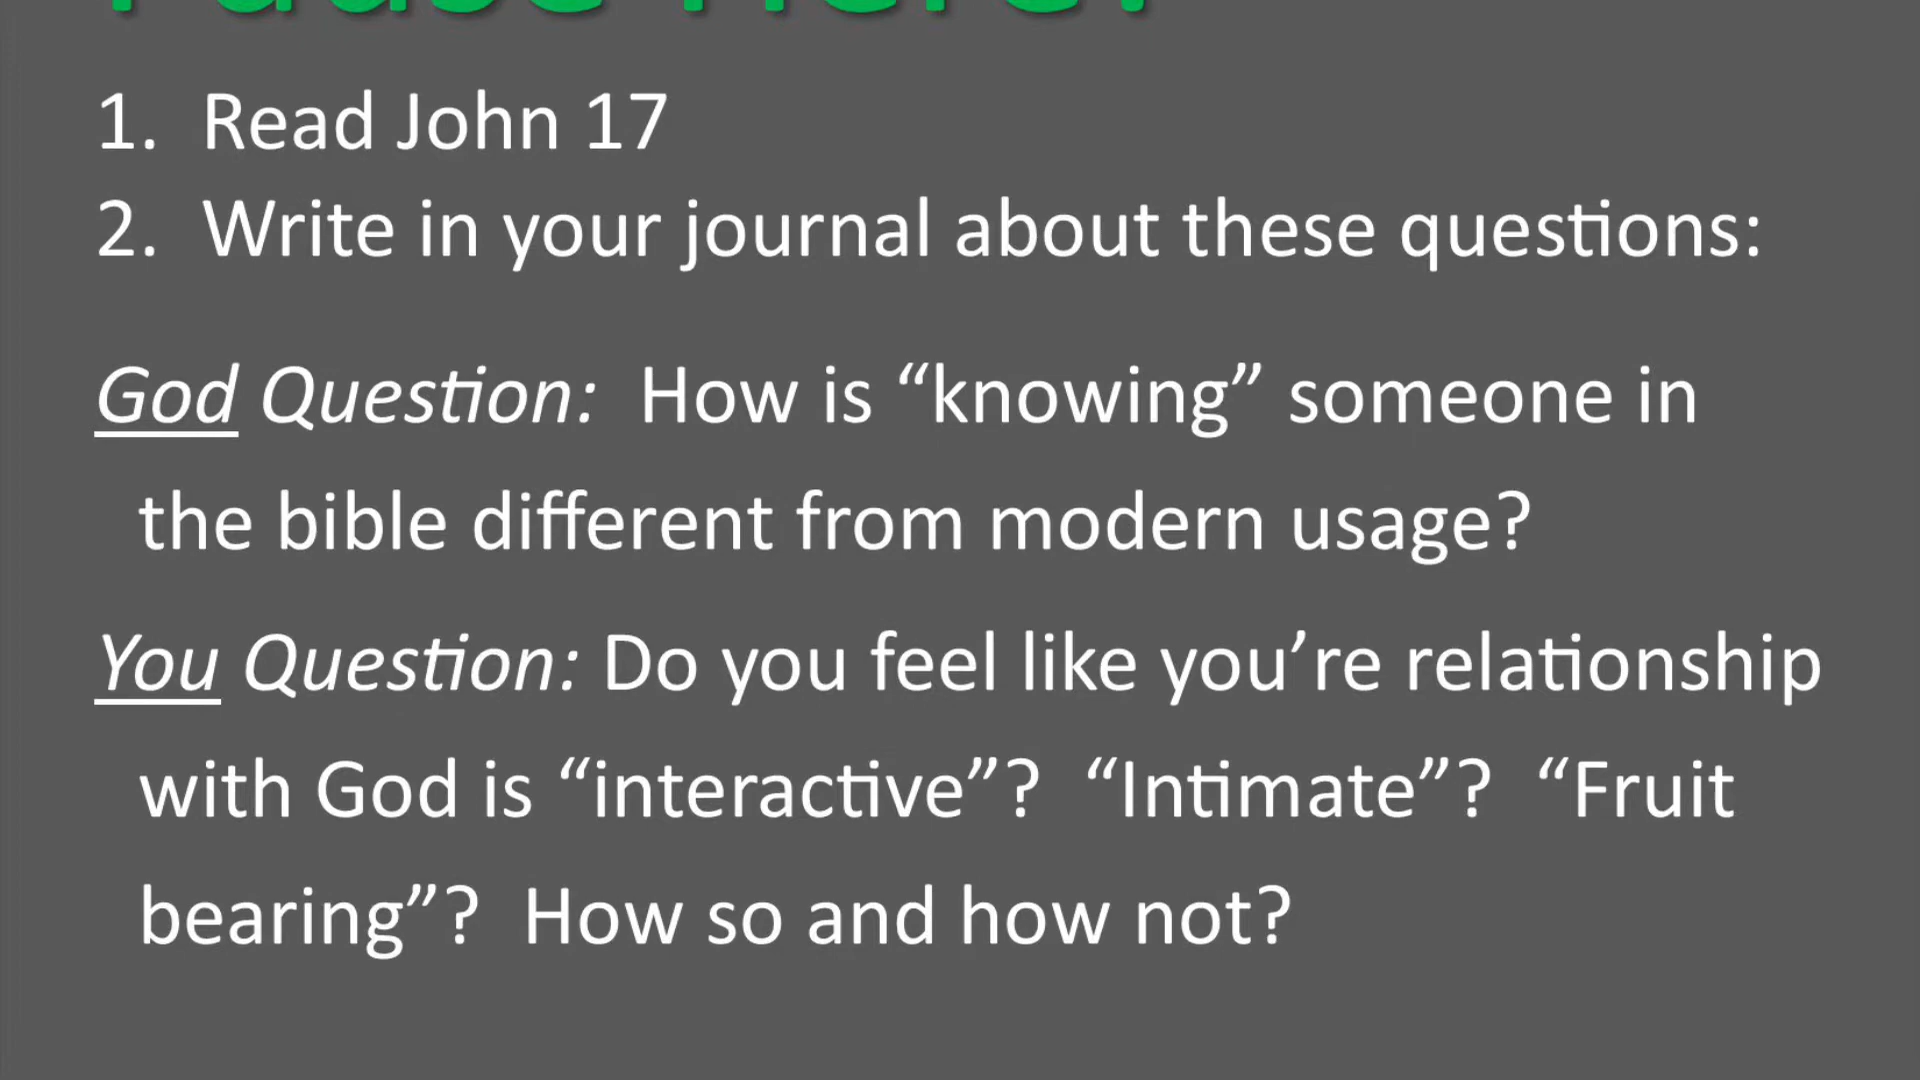 Pause Here!
1. Read John 17
2. Write in your journal about these questions:
God Question: How is “knowing” someone in
the bible different from modern usage?
You Question: Do you feel like you’re relationship
with God is “interactive”? “Intimate”? “Fruit
bearing”? How so and how not?